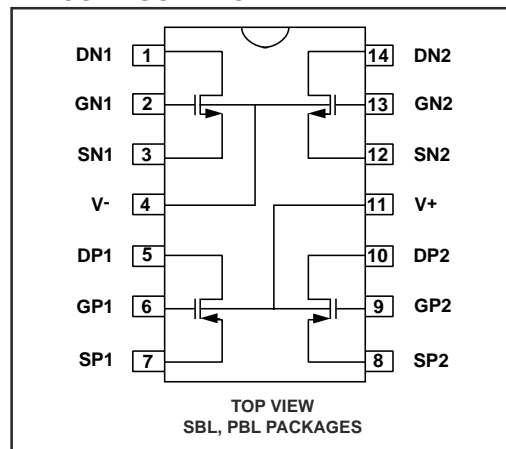 DN1 1 14 DN2
GN1 2 13 GN2
SN1 3 12 SN2
V- 4 11 V+
DP1 5 10 DP2
GP1 6 9 GP2
SP1 7 8 SP2
TOP VIEW
SBL, PBL PACKAGES